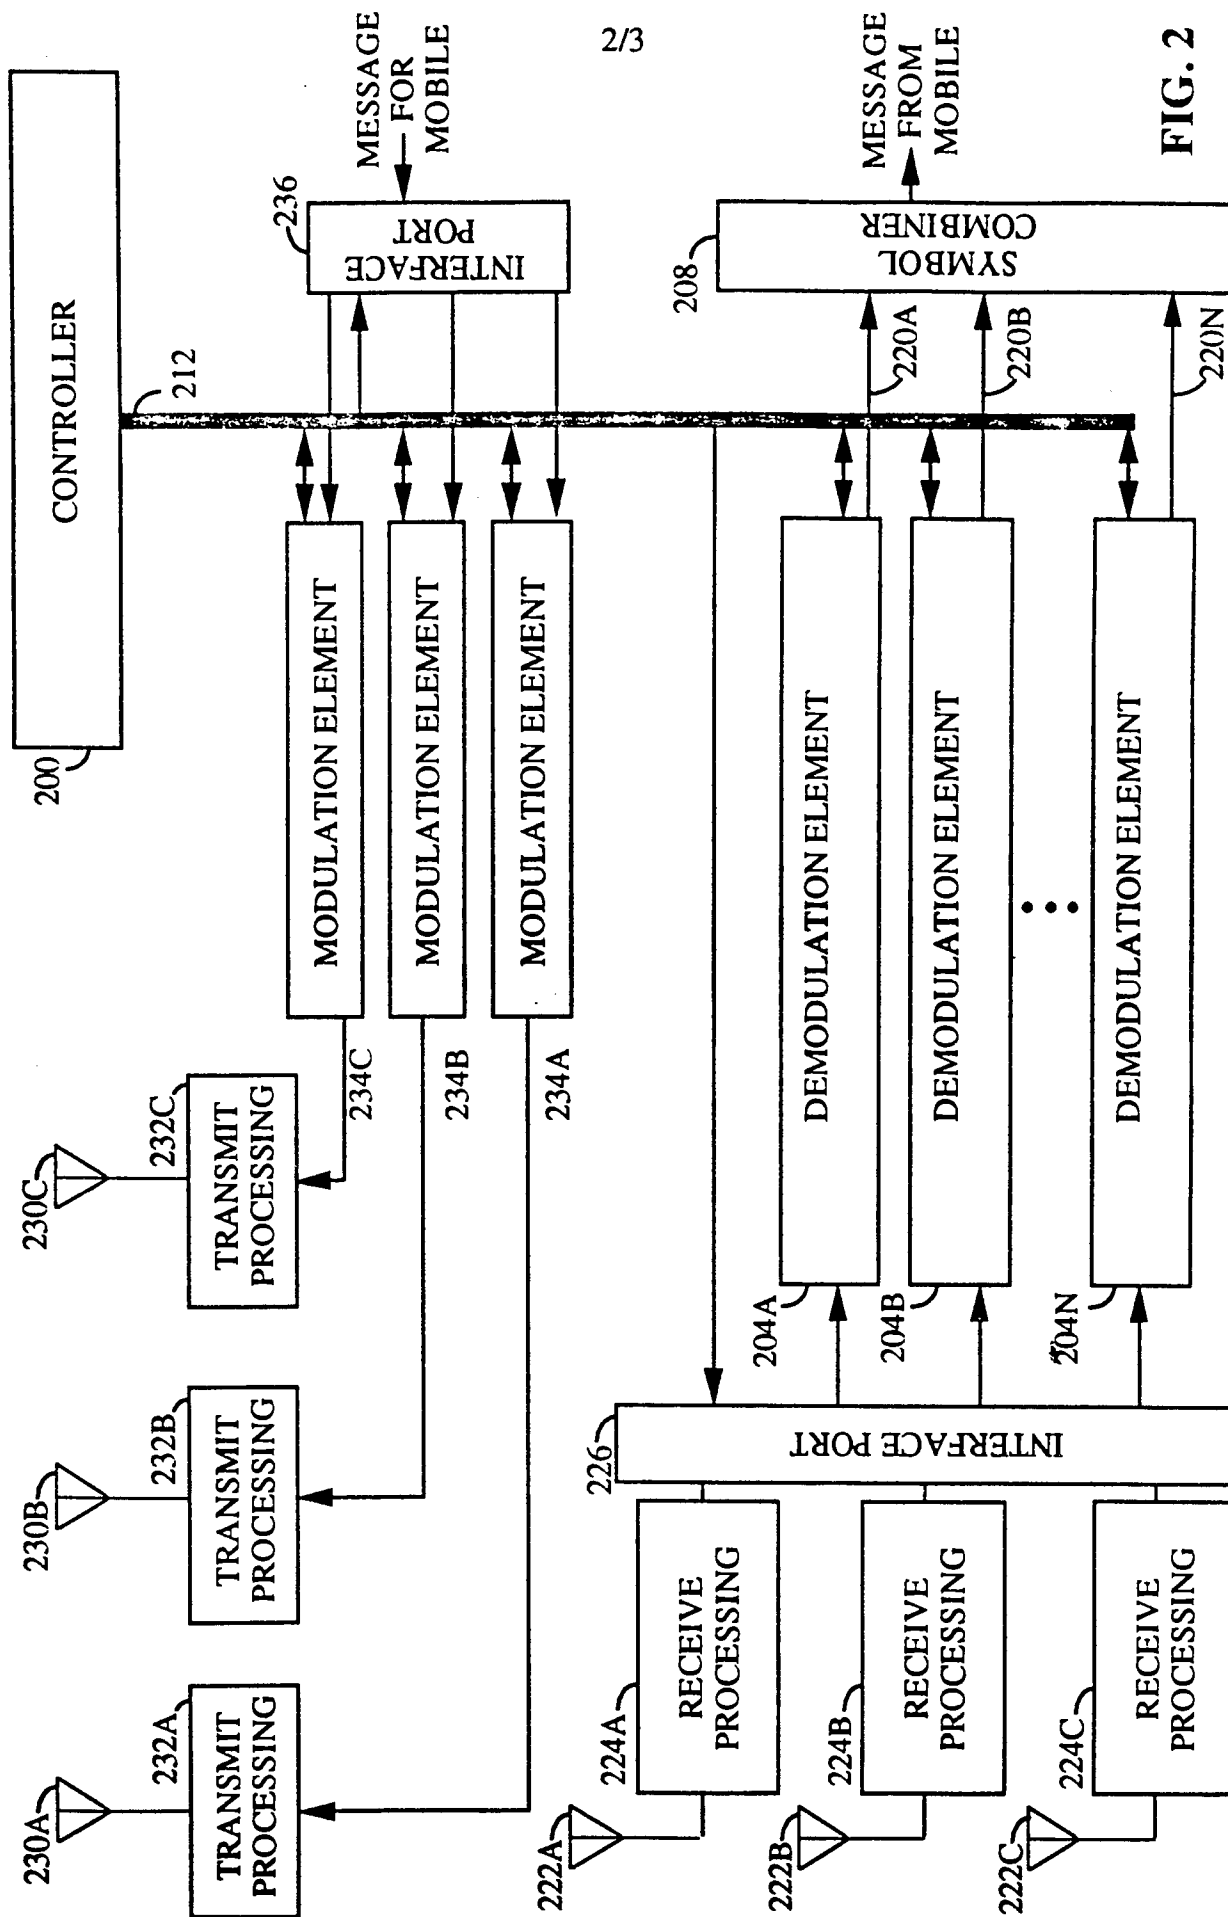 2/3
CONTROLLER
200
212
MESSAGE
FOR
MOBILE
236
INTERFACE
PORT
MODULATION ELEMENT
MODULATION ELEMENT
MODULATION ELEMENT
234C
234B
234A
230C
232C
TRANSMIT
PROCESSING
230B
232B
TRANSMIT
PROCESSING
230A
232A
TRANSMIT
PROCESSING
MESSAGE
FROM
MOBILE
208
SYMBOL
COMBINER
220A
220B
220N
DEMODULATION ELEMENT
204A
DEMODULATION ELEMENT
204B
DEMODULATION ELEMENT
204N
226
INTERFACE PORT
RECEIVE
PROCESSING
224A
222A
RECEIVE
PROCESSING
224B
222B
RECEIVE
PROCESSING
224C
222C
FIG. 2